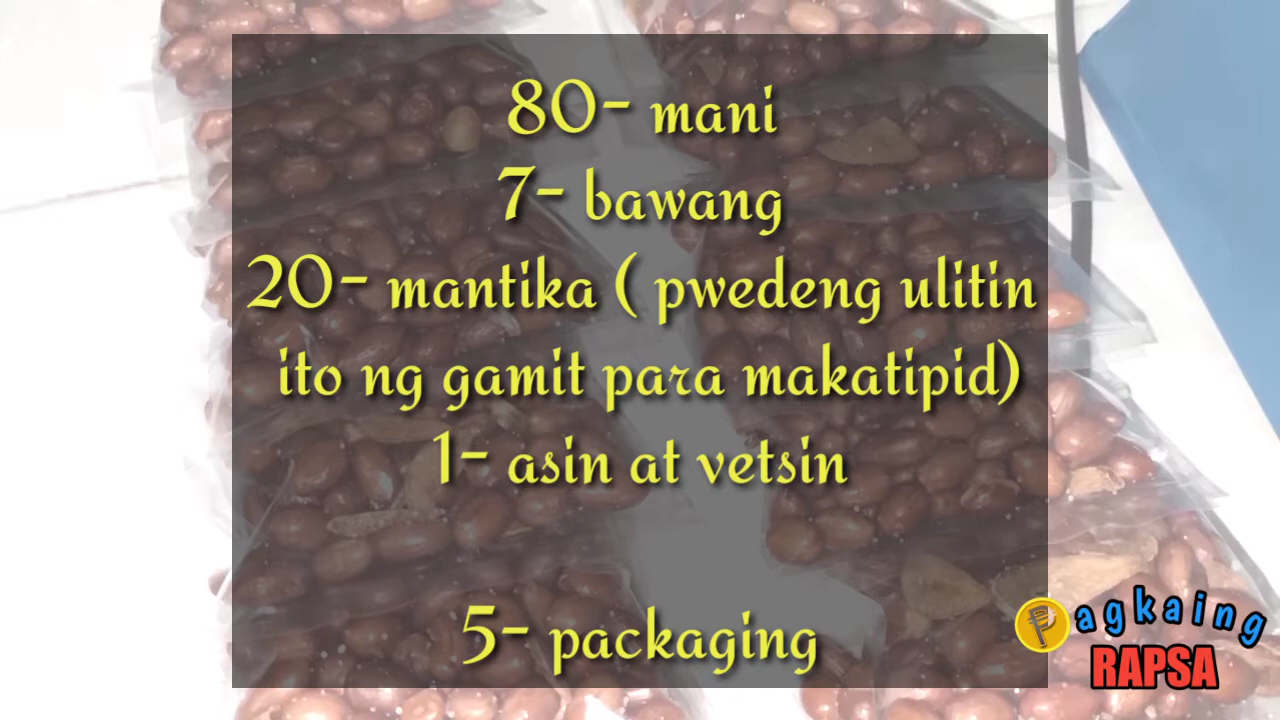 80- mani
7- bawang
20- mantika ( pwedeng ulitin
ito ng gamit para makatipid)
1- asin at vetsin
5- packaging
Pagkaing
RAPSA